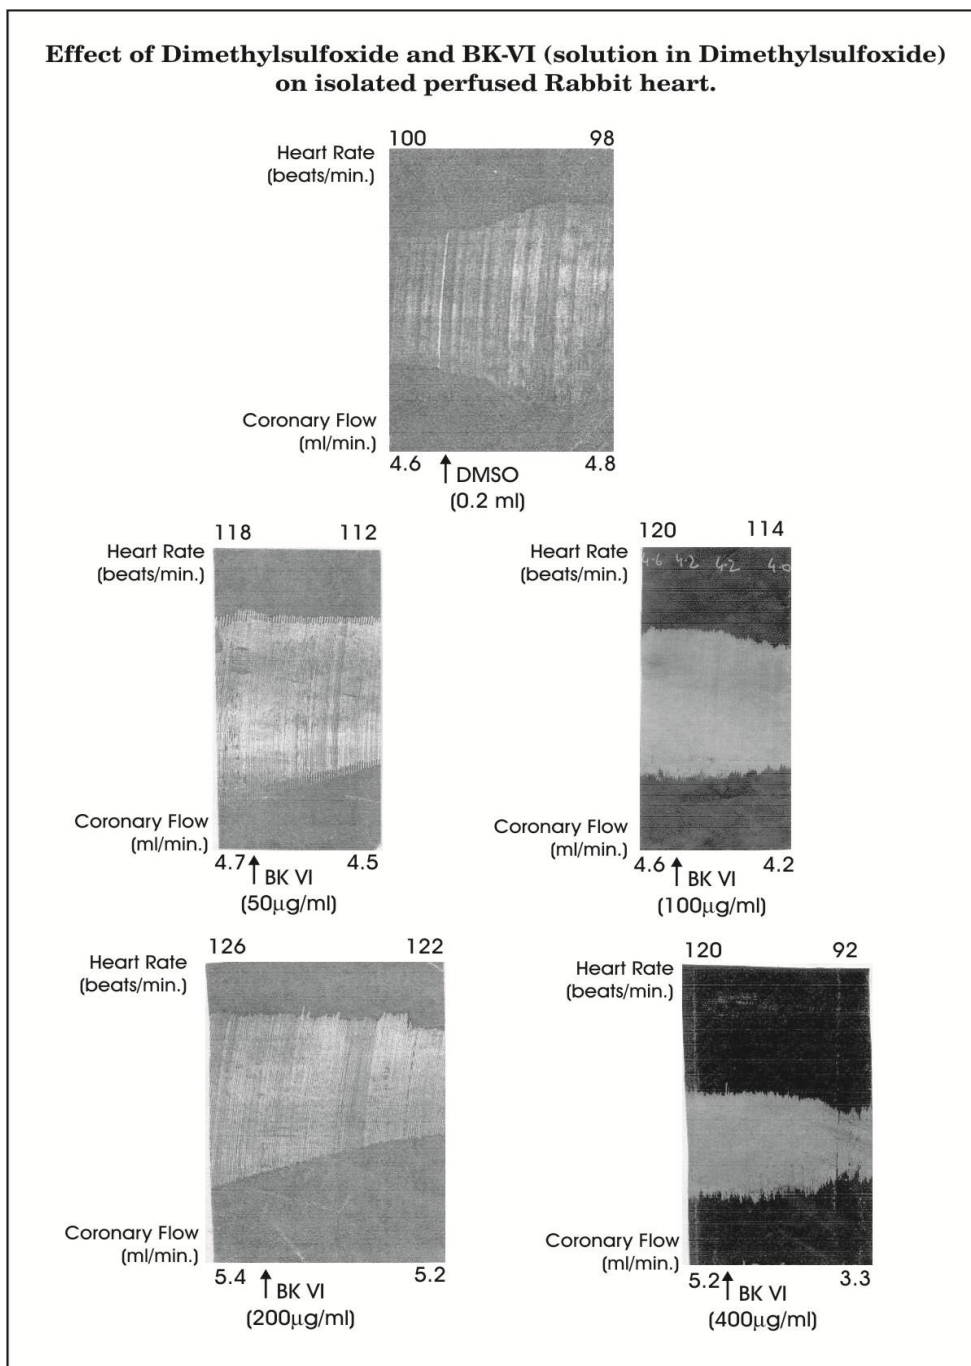 Effect of Dimethylsulfoxide and BK-VI (solution in Dimethylsulfoxide)
on isolated perfused Rabbit heart.
100 98
Heart Rate
(beats/min.)
Coronary Flow
(ml/min.)
4.6 4.8
↑ DMSO
(0.2 ml)
118 112
Heart Rate
(beats/min.)
Coronary Flow
(ml/min.)
4.7 4.5
↑ BK VI
(50µg/ml)
120 114
Heart Rate
(beats/min.)
4.6 4.2 4.2 4.0
Coronary Flow
(ml/min.)
4.6 4.2
↑ BK VI
(100µg/ml)
126 122
Heart Rate
(beats/min.)
Coronary Flow
(ml/min.)
5.4 5.2
↑ BK VI
(200µg/ml)
120 92
Heart Rate
(beats/min.)
Coronary Flow
(ml/min.)
5.2 3.3
↑ BK VI
(400µg/ml)